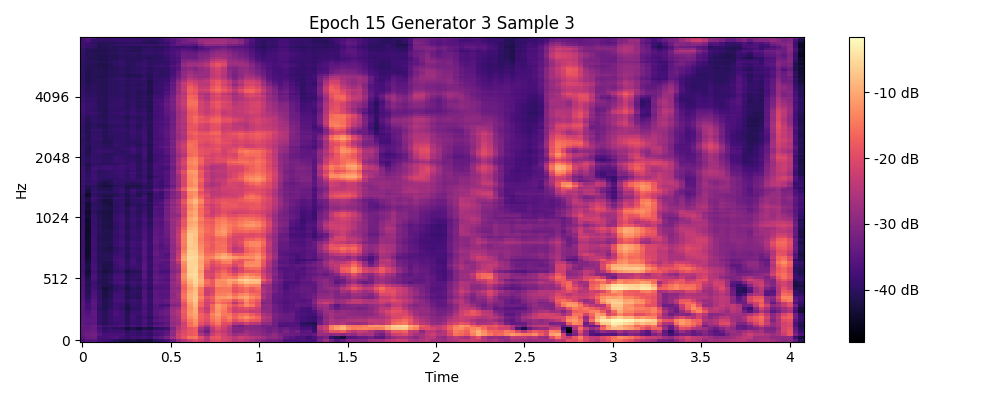 Epoch 15 Generator 3 Sample 3
Hz
4096
2048
1024
512
0
0 0.5 1 1.5 2 2.5 3 3.5 4
Time
-10 dB
-20 dB
-30 dB
-40 dB